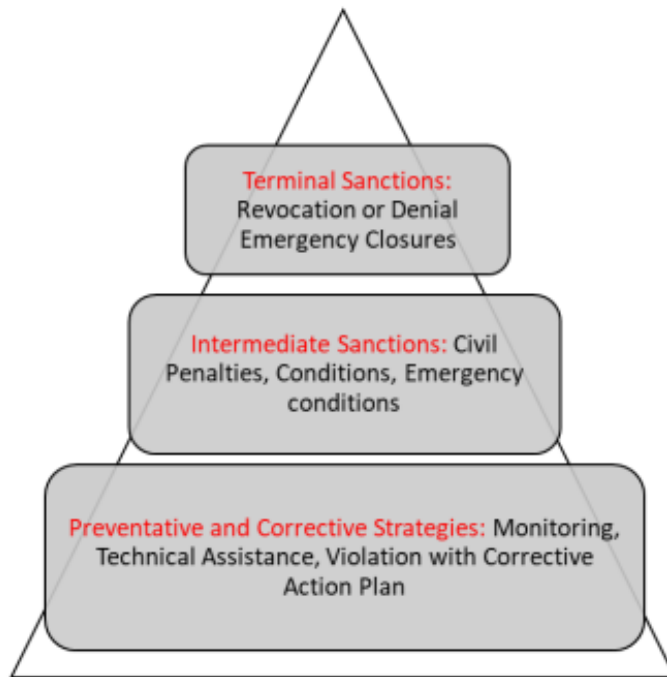 Terminal Sanctions:
Revocation or Denial
Emergency Closures
Intermediate Sanctions: Civil
Penalties, Conditions, Emergency
conditions
Preventative and Corrective Strategies: Monitoring,
Technical Assistance, Violation with Corrective
Action Plan